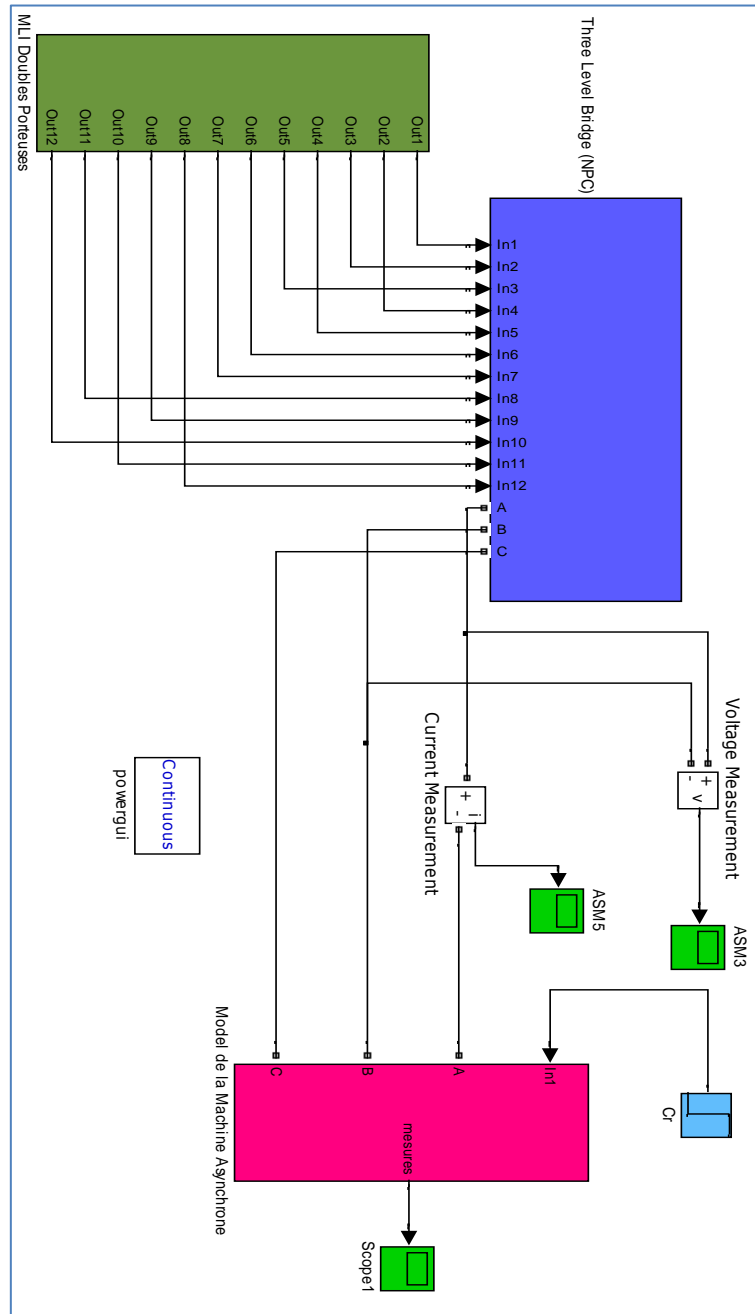 MLI Doubles Porteuses
Out1
Out2
Out3
Out4
Out5
Out6
Out7
Out8
Out9
Out10
Out11
Out12
Three Level Bridge (NPC)
In1
In2
In3
In4
In5
In6
In7
In8
In9
In10
In11
In12
A
B
C
Voltage Measurement
+
-
v
ASM3
Current Measurement
+
-
i
ASM5
Continuous
powergui
Cr
Model de la Machine Asynchrone
In1
A
B
C
mesures
Scope1